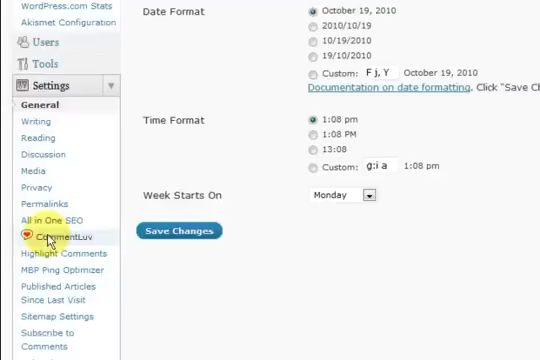 WordPress.com Stats
Akismet Configuration
Users
Tools
Settings
General
Writing
Reading
Discussion
Media
Privacy
Permalinks
All in One SEO
CommentLuv
Highlight Comments
MBP Ping Optimizer
Published Articles
Since Last Visit
Sitemap Settings
Subscribe to
Comments
Date Format
October 19, 2010
2010/10/19
10/19/2010
19/10/2010
Custom: F j, Y October 19, 2010
Documentation on date formatting. Click "Save Ch
Time Format
1:08 pm
1:08 PM
13:08
Custom: g:i a 1:08 pm
Week Starts On Monday
Save Changes